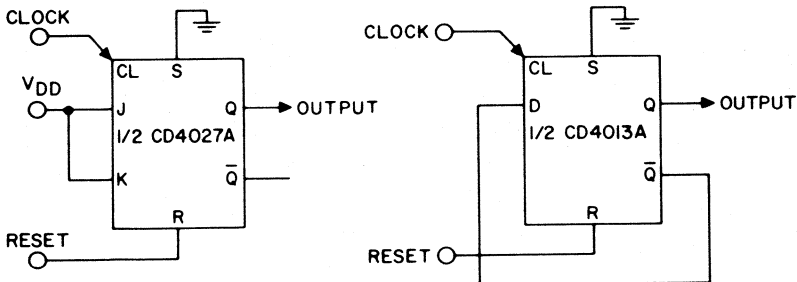 CLOCK
CL
S
VDD
J
Q
OUTPUT
1/2 CD4027A
K
Q̅
R
RESET
CLOCK
CL
S
D
Q
OUTPUT
1/2 CD4013A
Q̅
R
RESET